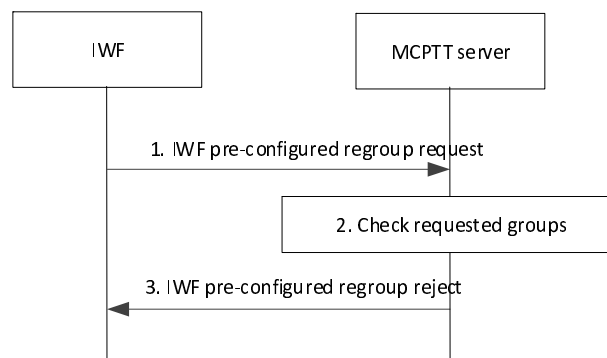 IWF
MCPTT server
1. IWF pre-configured regroup request
2. Check requested groups
3. IWF pre-configured regroup reject